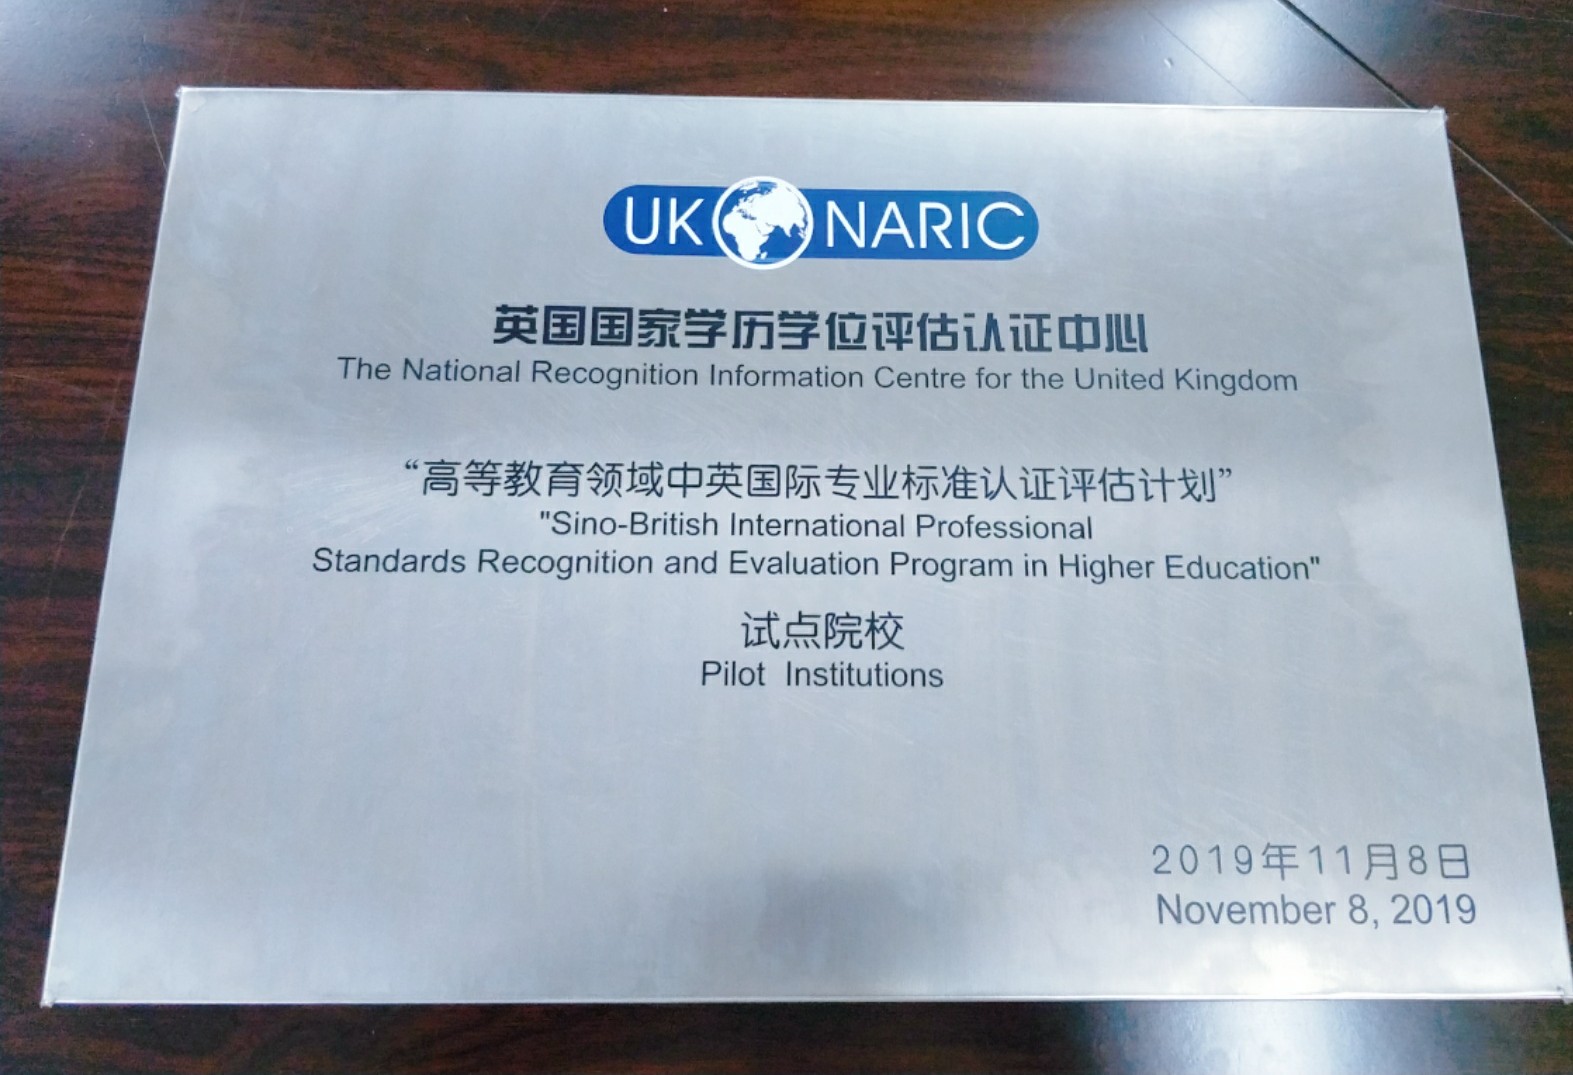 UK NARIC
英国国家学历学位评估认证中心
The National Recognition Information Centre for the United Kingdom
“高等教育领域中英国际专业标准认证评估计划”
"Sino-British International Professional
Standards Recognition and Evaluation Program in Higher Education"
试点院校
Pilot Institutions
2019年11月8日
November 8, 2019